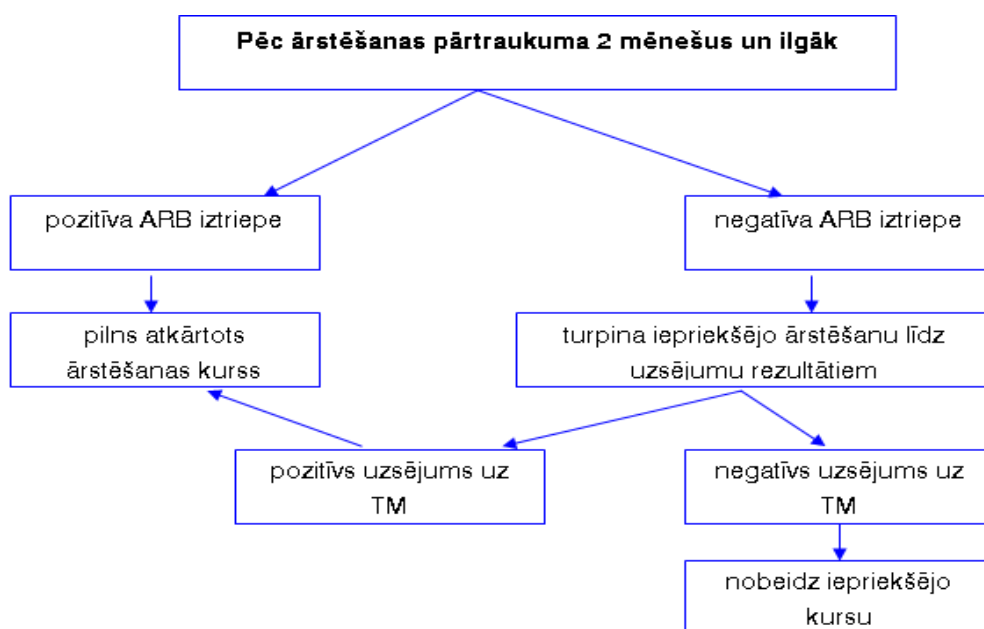 Pēc ārstēšanas pārtraukuma 2 mēnešus un ilgāk
pozitīva ARB iztriepe
negatīva ARB iztriepe
pilns atkārtots
ārstēšanas kurss
turpina iepriekšējo ārstēšanu līdz
uzsējumu rezultātiem
pozitīvs uzsējums uz
TM
negatīvs uzsējums uz
TM
nobeidz iepriekšējo
kursu